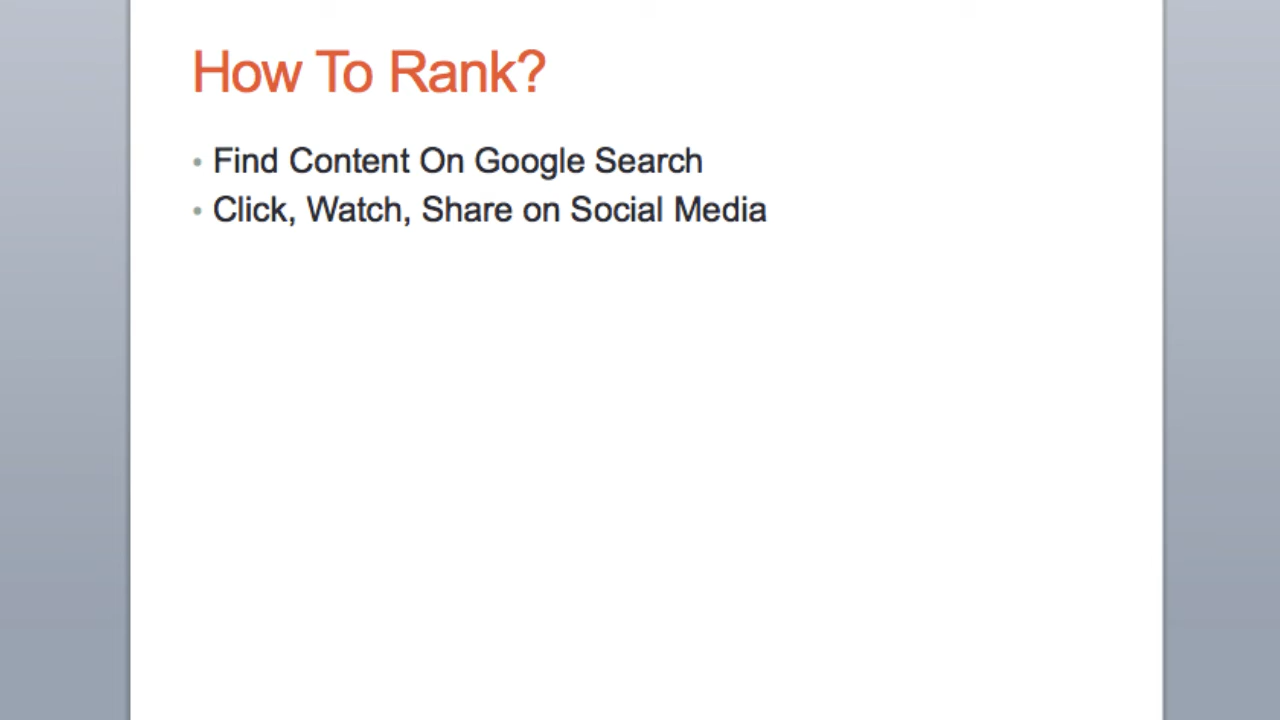 How To Rank?
• Find Content On Google Search
• Click, Watch, Share on Social Media